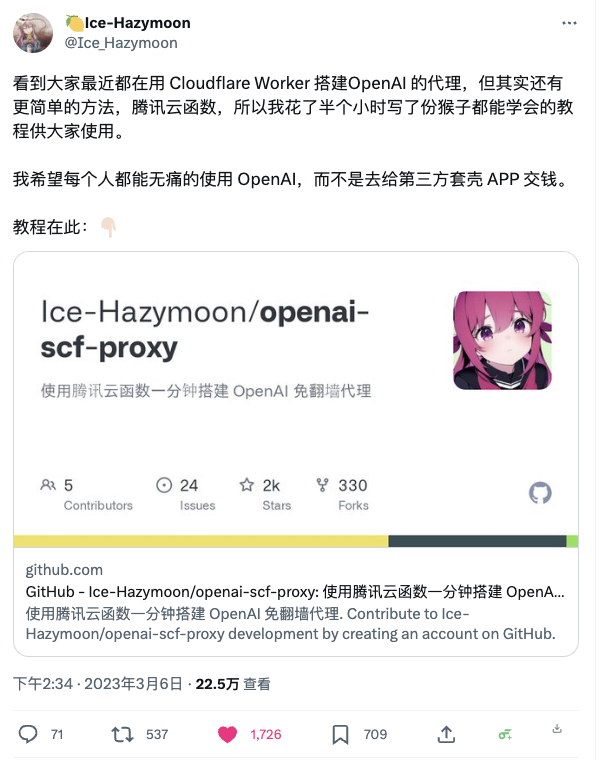 🍋Ice-Hazymoon
@Ice_Hazymoon
看到大家最近都在用 Cloudflare Worker 搭建OpenAI 的代理，但其实还有
更简单的方法，腾讯云函数，所以我花了半个小时写了份猴子都能学会的教
程供大家使用。
我希望每个人都能无痛的使用 OpenAI，而不是去给第三方套壳 APP 交钱。
教程在此：👇🏻
Ice-Hazymoon/openai-
scf-proxy
使用腾讯云函数一分钟搭建 OpenAI 免翻墙代理
5 24 2k 330
Contributors Issues Stars Forks
github.com
GitHub - Ice-Hazymoon/openai-scf-proxy: 使用腾讯云函数一分钟搭建 OpenA...
使用腾讯云函数一分钟搭建 OpenAI 免翻墙代理. Contribute to Ice-
Hazymoon/openai-scf-proxy development by creating an account on GitHub.
下午2:34 · 2023年3月6日 · 22.5万 查看
71 537 1,726 709